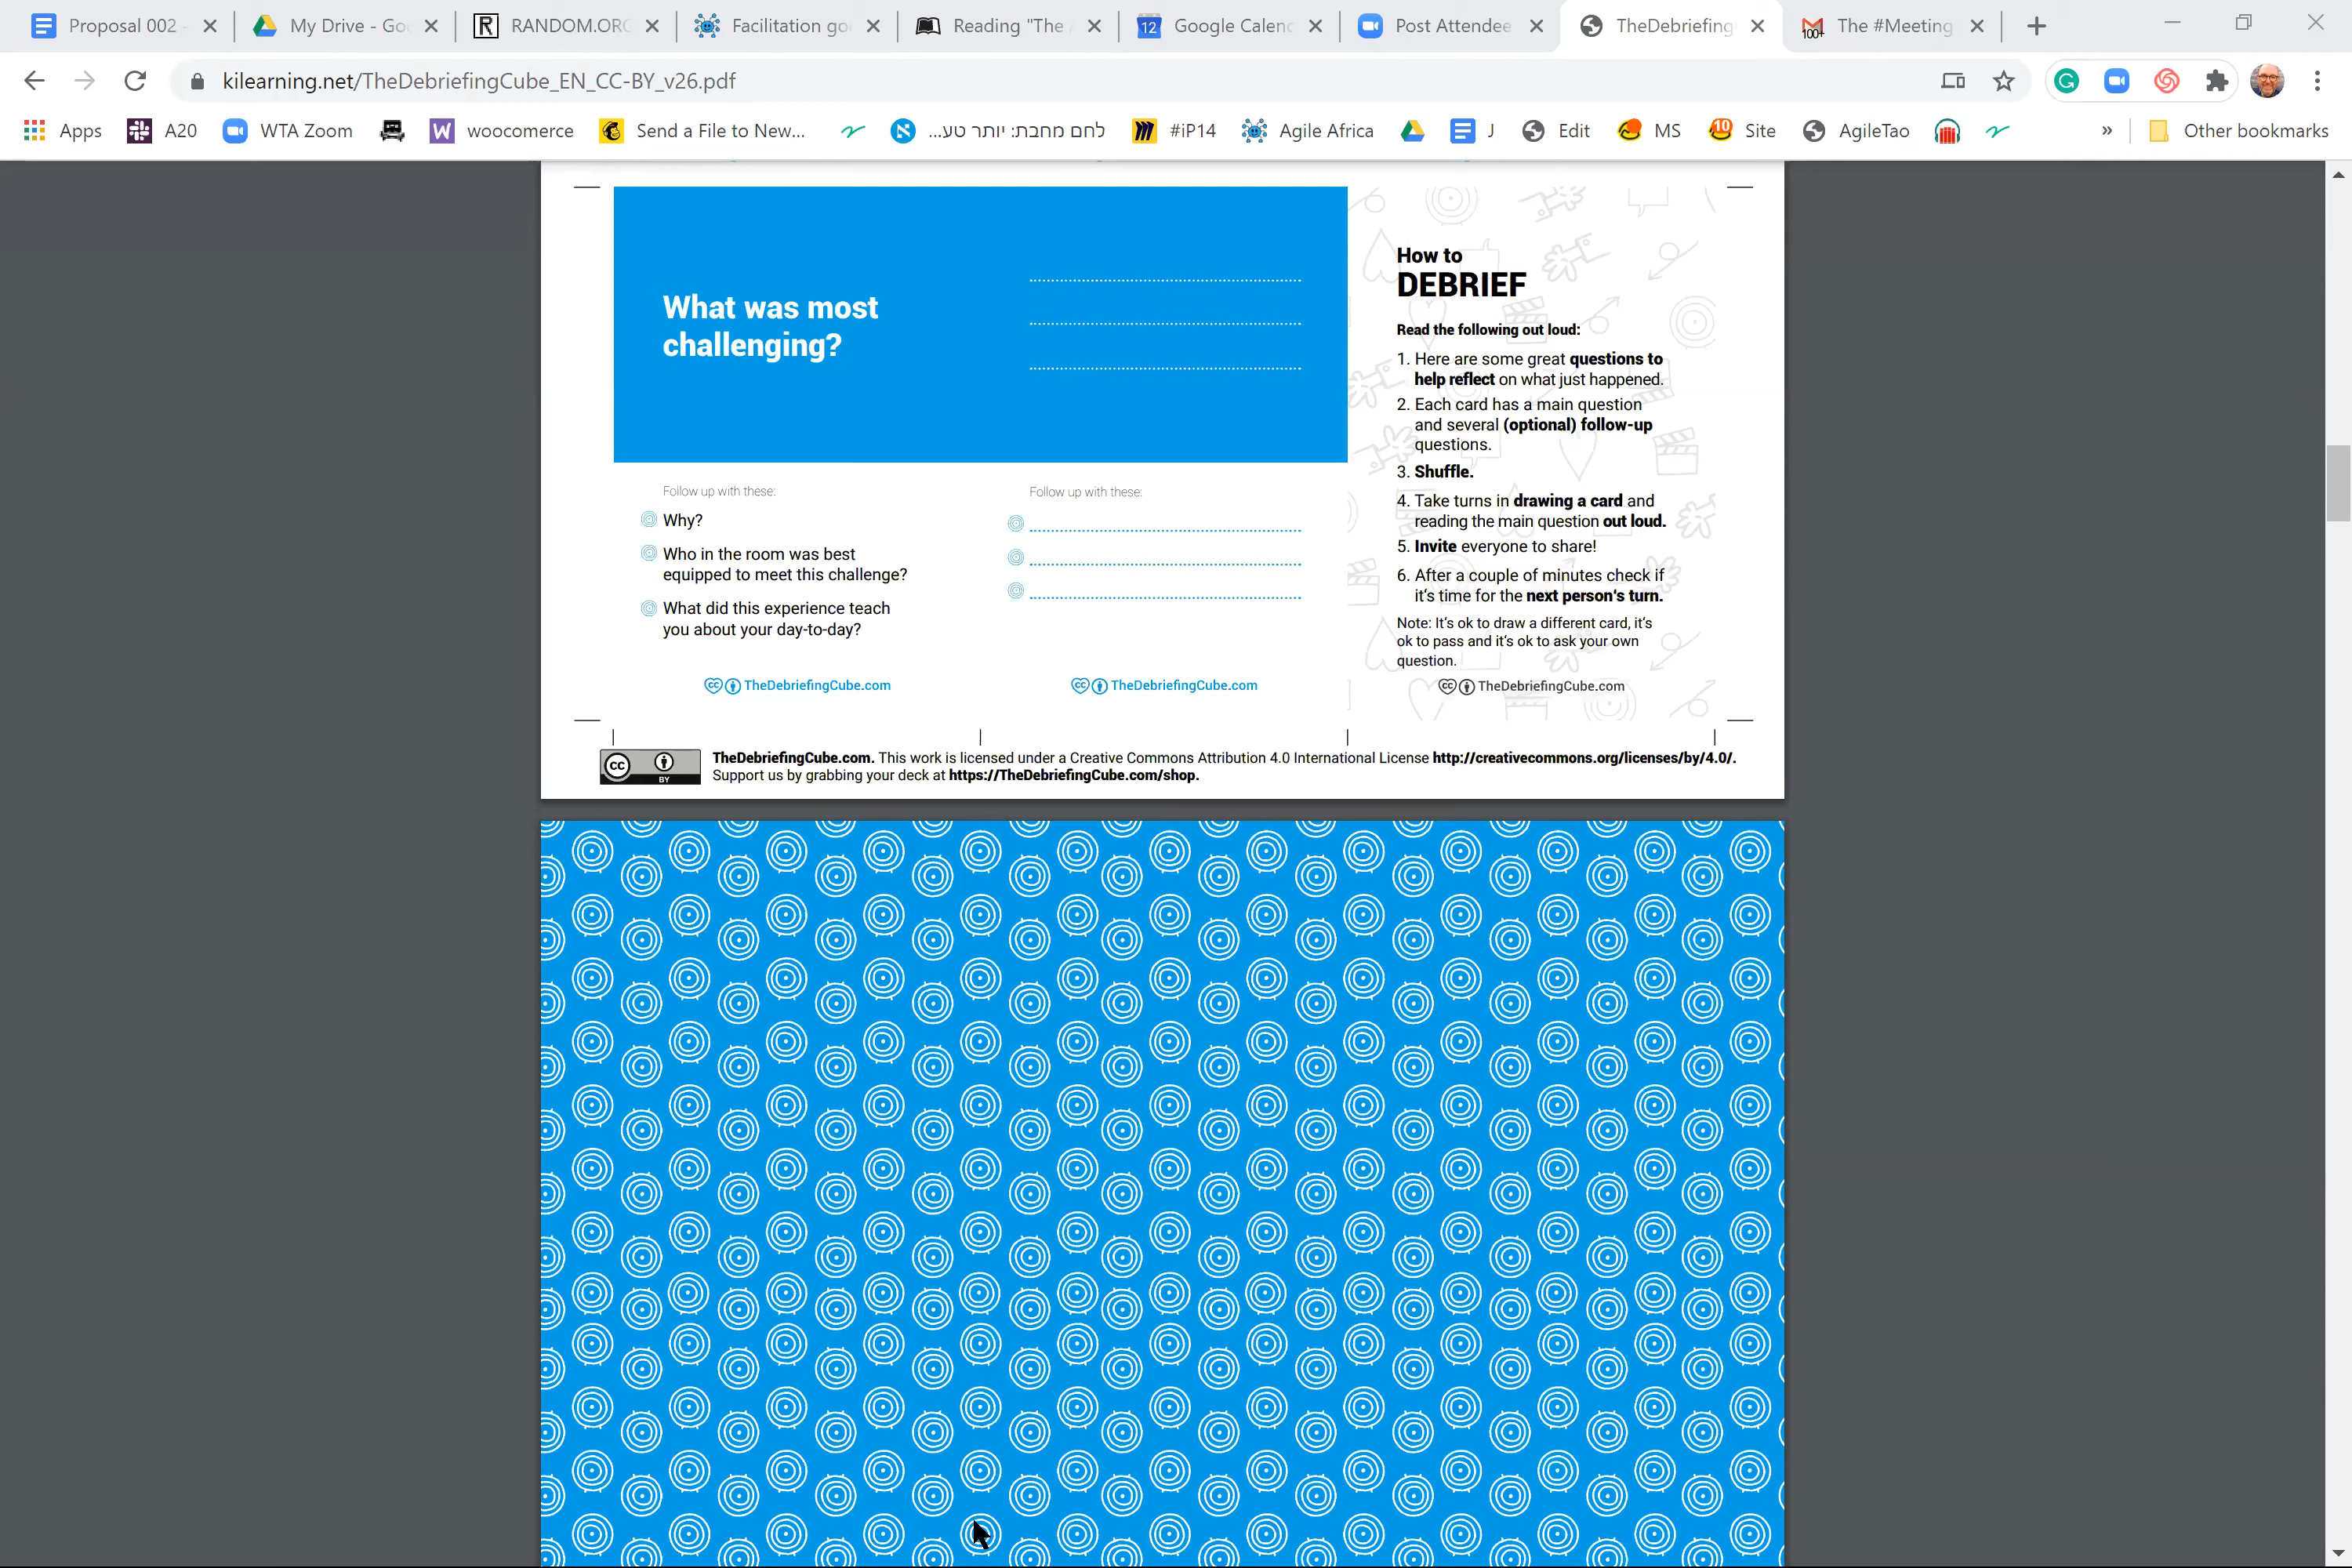 Proposal 002 -
My Drive - Goo
RANDOM.ORG
Facilitation go
Reading "The A
12
Google Calend
Post Attendee
TheDebriefing
100+
The #Meeting
kilearning.net/TheDebriefingCube_EN_CC-BY_v26.pdf
Apps
A20
WTA Zoom
woocomerce
Send a File to New...
לחם מחבת: יותר טע...
#iP14
Agile Africa
J
Edit
MS
10
Site
AgileTao
»
Other bookmarks
What was most
challenging?
Follow up with these:
Why?
Who in the room was best
equipped to meet this challenge?
What did this experience teach
you about your day-to-day?
TheDebriefingCube.com
Follow up with these:
TheDebriefingCube.com
How to
DEBRIEF
Read the following out loud:
1. Here are some great questions to
help reflect on what just happened.
2. Each card has a main question
and several (optional) follow-up
questions.
3. Shuffle.
4. Take turns in drawing a card and
reading the main question out loud.
5. Invite everyone to share!
6. After a couple of minutes check if
it's time for the next person's turn.
Note: It's ok to draw a different card, it's
ok to pass and it's ok to ask your own
question.
TheDebriefingCube.com
cc
BY
TheDebriefingCube.com. This work is licensed under a Creative Commons Attribution 4.0 International License http://creativecommons.org/licenses/by/4.0/.
Support us by grabbing your deck at https://TheDebriefingCube.com/shop.